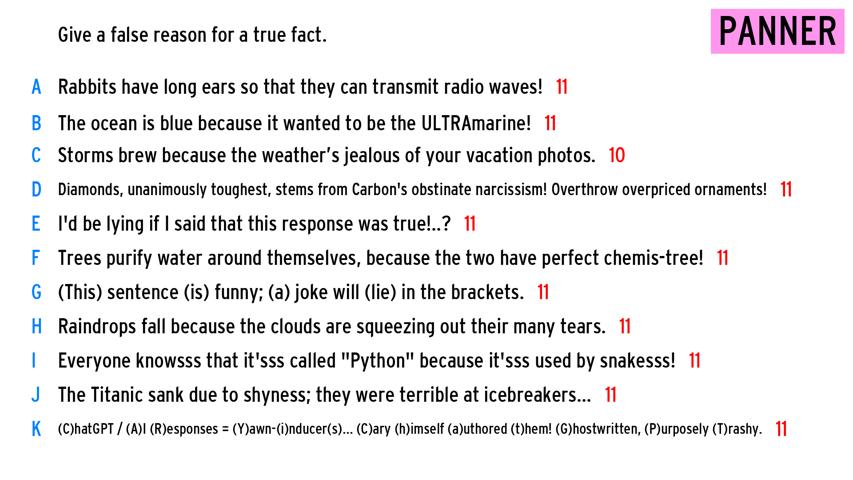 Give a false reason for a true fact.
PANNER
A Rabbits have long ears so that they can transmit radio waves! 11
B The ocean is blue because it wanted to be the ULTRAmarine! 11
C Storms brew because the weather's jealous of your vacation photos. 10
D Diamonds, unanimously toughest, stems from Carbon's obstinate narcissism! Overthrow overpriced ornaments! 11
E I'd be lying if I said that this response was true!..? 11
F Trees purify water around themselves, because the two have perfect chemis-tree! 11
G (This) sentence (is) funny; (a) joke will (lie) in the brackets. 11
H Raindrops fall because the clouds are squeezing out their many tears. 11
I Everyone knowsss that it'sss called "Python" because it'sss used by snakesss! 11
J The Titanic sank due to shyness; they were terrible at icebreakers... 11
K (C)hatGPT / (A)I (R)esponses = (Y)awn-(i)nducer(s)... (C)ary (h)imself (a)uthored (t)hem! (G)hostwritten, (P)urposely (T)rashy. 11